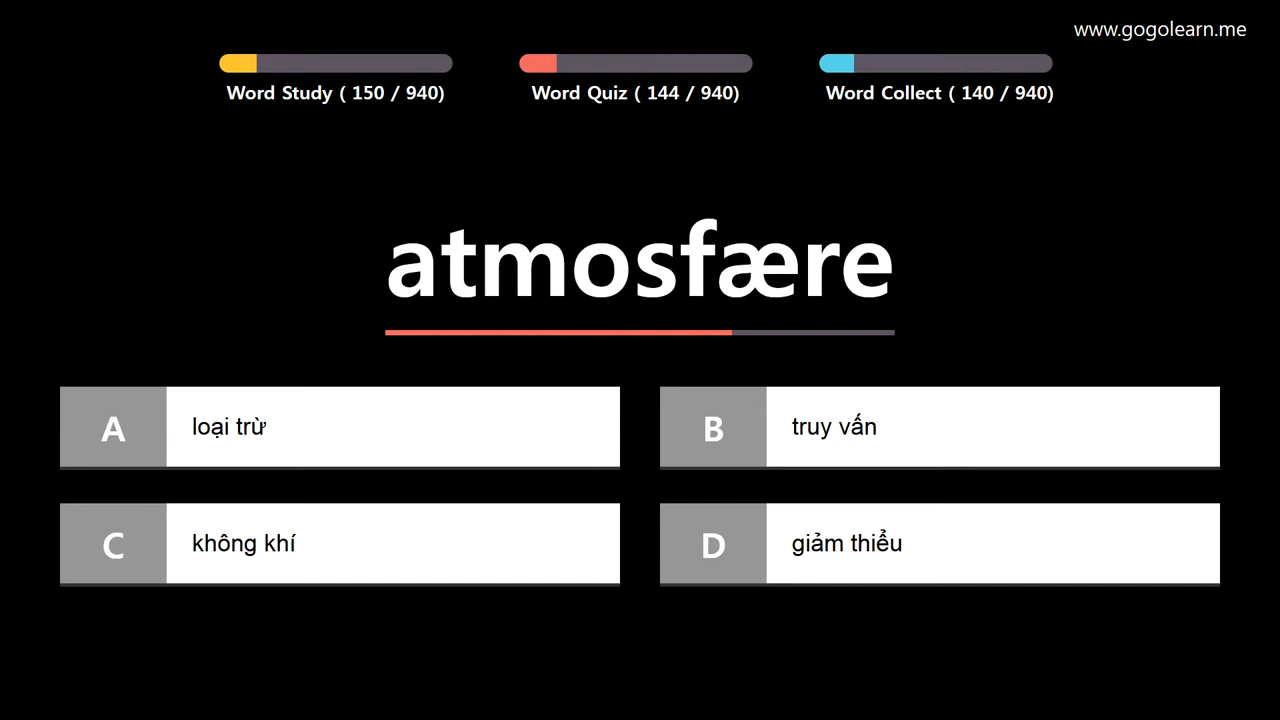 www.gogolearn.me
Word Study ( 150 / 940)
Word Quiz ( 144 / 940)
Word Collect ( 140 / 940)
atmosfære
A loại trừ
B truy vấn
C không khí
D giảm thiểu